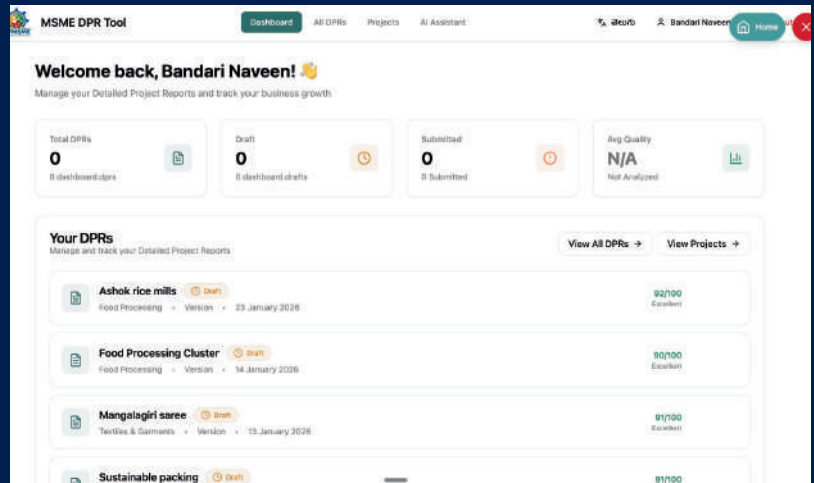 MSME DPR Tool
Dashboard All DPRs Projects AI Assistant తెలుగు Bandari Naveen Home
Welcome back, Bandari Naveen! 👋
Manage your Detailed Project Reports and track your business growth
Total DPRs
0
0 dashboard.dprs
Draft
0
0 dashboard.drafts
Submitted
0
0 Submitted
Avg Quality
N/A
Not Analyzed
Your DPRs
Manage and track your Detailed Project Reports
View All DPRs →
View Projects →
Ashok rice mills Draft
Food Processing • Version • 23 January 2026
92/100
Excellent
Food Processing Cluster Draft
Food Processing • Version • 14 January 2026
90/100
Excellent
Mangalagiri saree Draft
Textiles & Garments • Version • 13 January 2026
91/100
Excellent
Sustainable packing Draft
91/100